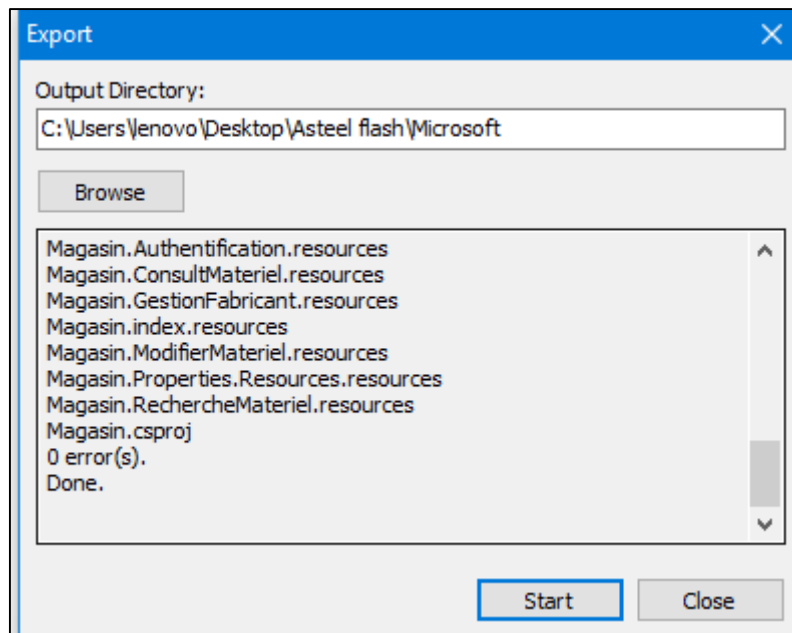 Export
Output Directory:
C:\Users\lenovo\Desktop\Asteel flash\Microsoft
Browse
Magasin.Authentification.resources
Magasin.ConsultMateriel.resources
Magasin.GestionFabricant.resources
Magasin.index.resources
Magasin.ModifierMateriel.resources
Magasin.Properties.Resources.resources
Magasin.RechercheMateriel.resources
Magasin.csproj
0 error(s).
Done.
Start Close